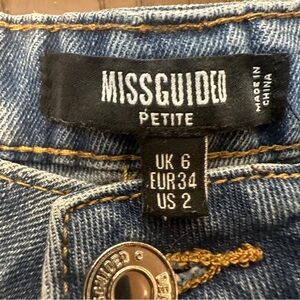 MISSGUIDED
PETITE
MADE IN
CHINA
UK 6
EUR 34
US 2